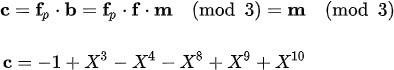 c = f_p · b = f_p · f · m (mod 3) = m (mod 3)
c = −1 + X^3 − X^4 − X^8 + X^9 + X^10